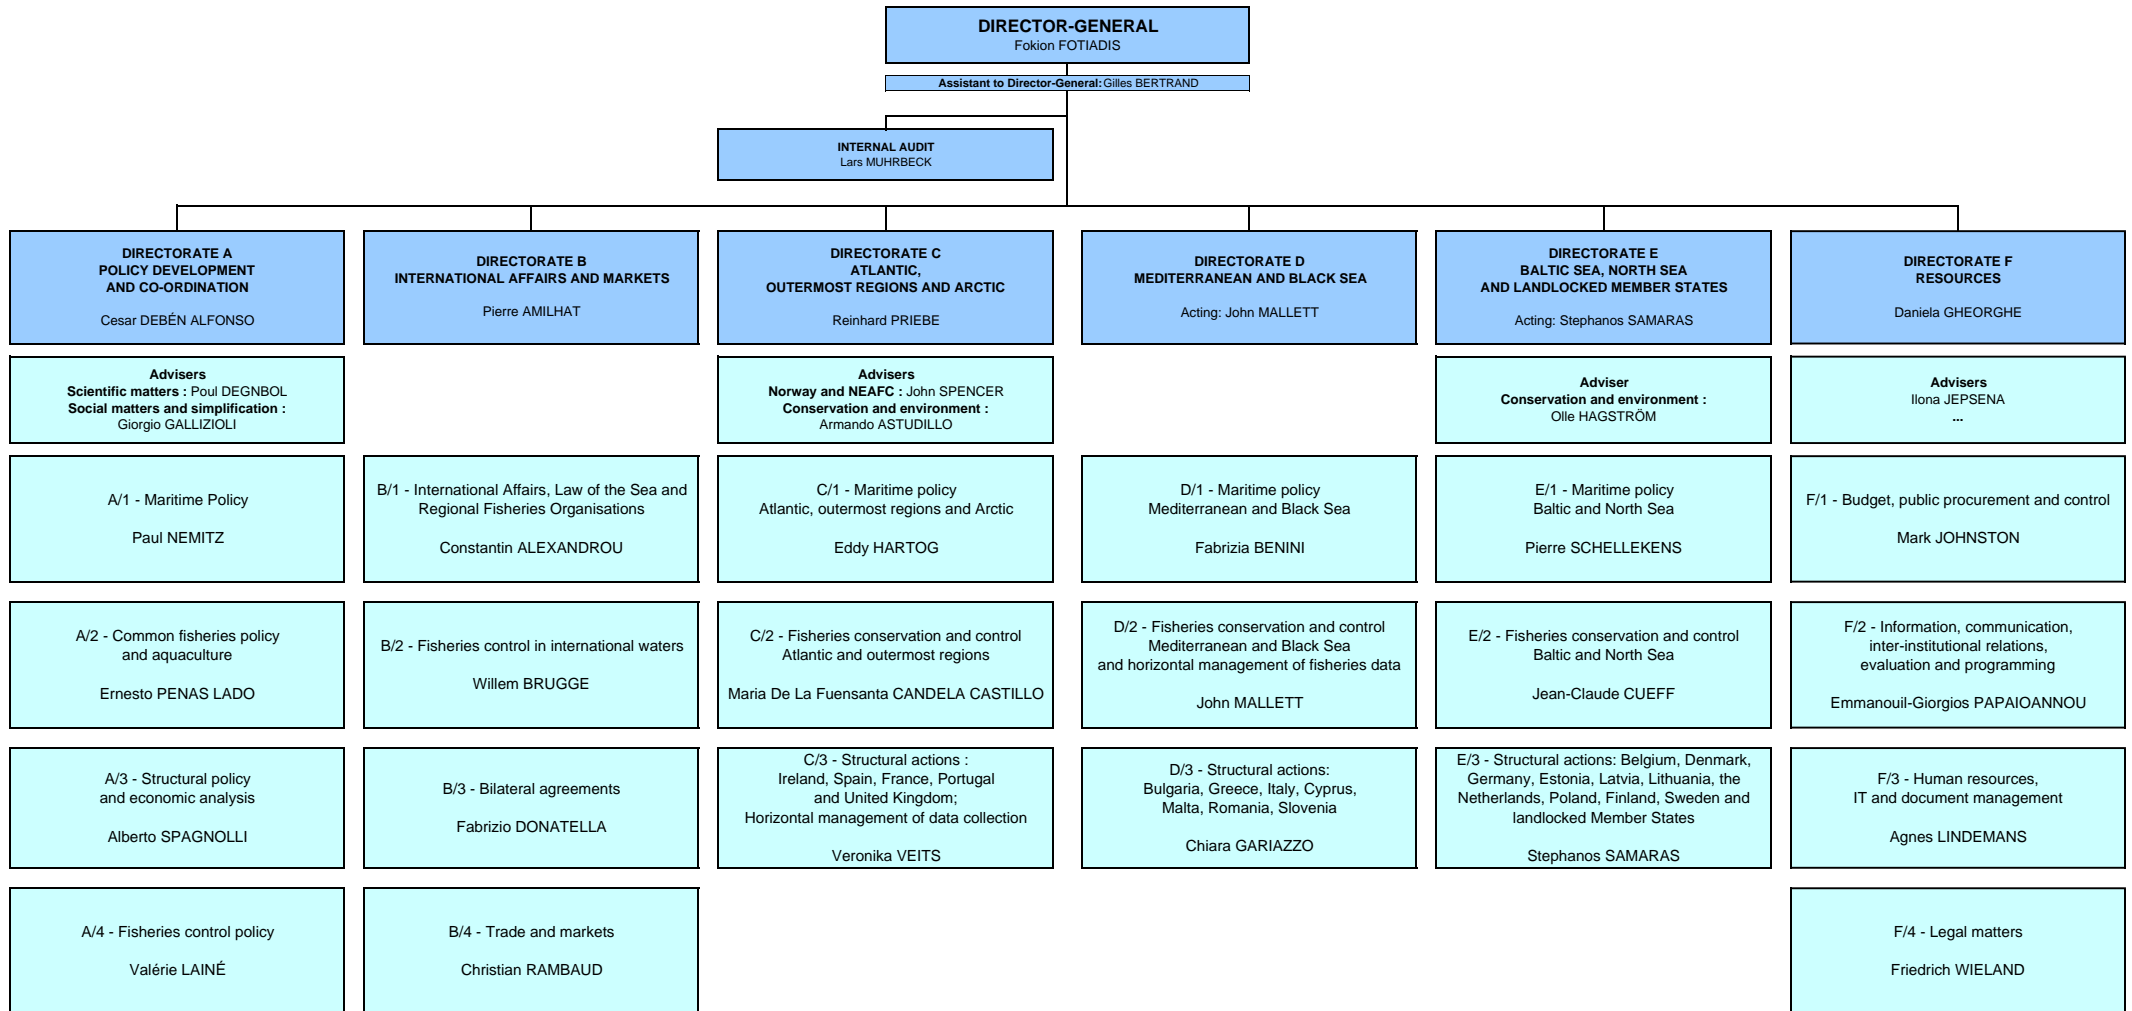 DIRECTOR-GENERAL
Fokion FOTIADIS
Assistant to Director-General: Gilles BERTRAND
INTERNAL AUDIT
Lars MUHRBECK
DIRECTORATE A
POLICY DEVELOPMENT
AND CO-ORDINATION
Cesar DEBÉN ALFONSO
DIRECTORATE B
INTERNATIONAL AFFAIRS AND MARKETS
Pierre AMILHAT
DIRECTORATE C
ATLANTIC,
OUTERMOST REGIONS AND ARCTIC
Reinhard PRIEBE
DIRECTORATE D
MEDITERRANEAN AND BLACK SEA
Acting: John MALLETT
DIRECTORATE E
BALTIC SEA, NORTH SEA
AND LANDLOCKED MEMBER STATES
Acting: Stephanos SAMARAS
DIRECTORATE F
RESOURCES
Daniela GHEORGHE
Advisers
Scientific matters : Poul DEGNBOL
Social matters and simplification :
Giorgio GALLIZIOLI
Advisers
Norway and NEAFC : John SPENCER
Conservation and environment :
Armando ASTUDILLO
Adviser
Conservation and environment :
Olle HAGSTRÖM
Advisers
Ilona JEPSENA
...
A/1 - Maritime Policy
Paul NEMITZ
B/1 - International Affairs, Law of the Sea and
Regional Fisheries Organisations
Constantin ALEXANDROU
C/1 - Maritime policy
Atlantic, outermost regions and Arctic
Eddy HARTOG
D/1 - Maritime policy
Mediterranean and Black Sea
Fabrizia BENINI
E/1 - Maritime policy
Baltic and North Sea
Pierre SCHELLEKENS
F/1 - Budget, public procurement and control
Mark JOHNSTON
A/2 - Common fisheries policy
and aquaculture
Ernesto PENAS LADO
B/2 - Fisheries control in international waters
Willem BRUGGE
C/2 - Fisheries conservation and control
Atlantic and outermost regions
Maria De La Fuensanta CANDELA CASTILLO
D/2 - Fisheries conservation and control
Mediterranean and Black Sea
and horizontal management of fisheries data
John MALLETT
E/2 - Fisheries conservation and control
Baltic and North Sea
Jean-Claude CUEFF
F/2 - Information, communication,
inter-institutional relations,
evaluation and programming
Emmanouil-Giorgios PAPAIOANNOU
A/3 - Structural policy
and economic analysis
Alberto SPAGNOLLI
B/3 - Bilateral agreements
Fabrizio DONATELLA
C/3 - Structural actions :
Ireland, Spain, France, Portugal
and United Kingdom;
Horizontal management of data collection
Veronika VEITS
D/3 - Structural actions:
Bulgaria, Greece, Italy, Cyprus,
Malta, Romania, Slovenia
Chiara GARIAZZO
E/3 - Structural actions: Belgium, Denmark,
Germany, Estonia, Latvia, Lithuania, the
Netherlands, Poland, Finland, Sweden and
landlocked Member States
Stephanos SAMARAS
F/3 - Human resources,
IT and document management
Agnes LINDEMANS
A/4 - Fisheries control policy
Valérie LAINÉ
B/4 - Trade and markets
Christian RAMBAUD
F/4 - Legal matters
Friedrich WIELAND